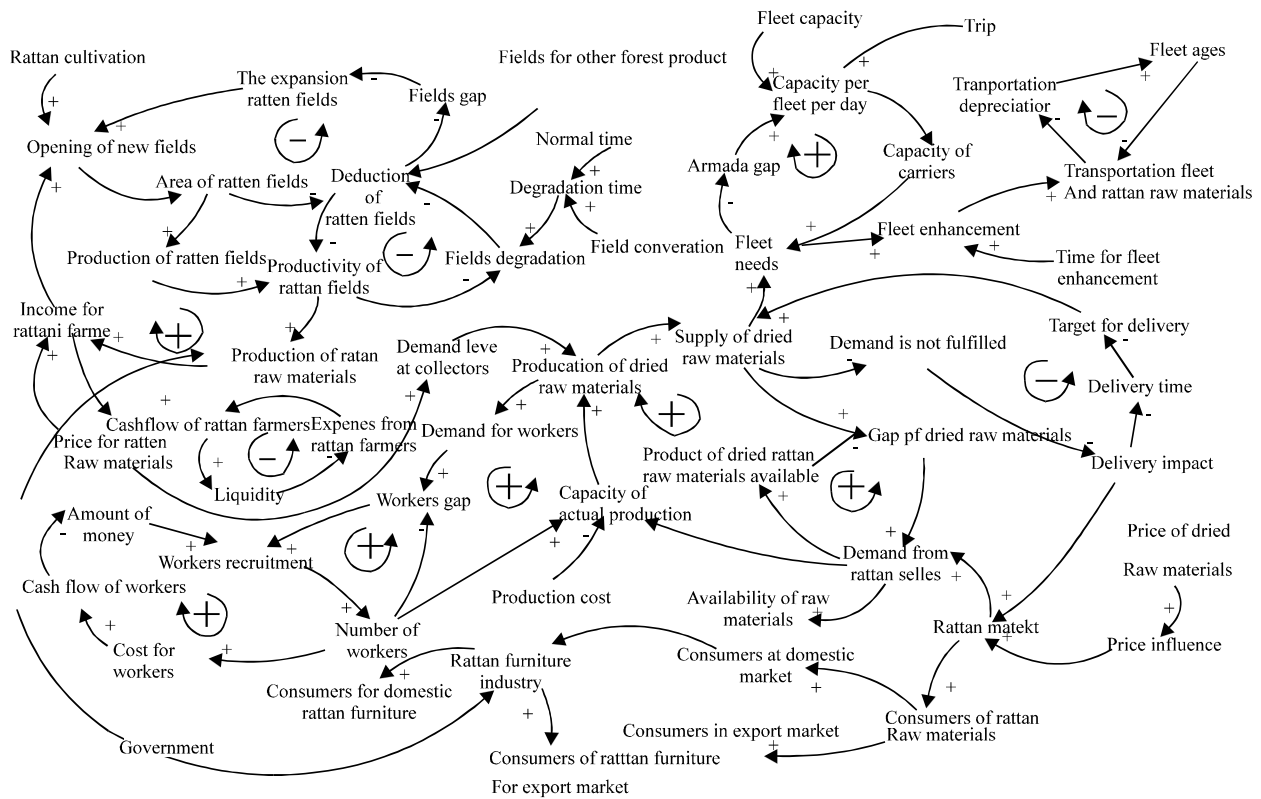 Fleet capacity
Trip
Rattan cultivation
Fields for other forest product
Fleet ages
The expansion
ratten fields
Fields gap
Capacity per
fleet per day
Tranportation
depreciatior
Opening of new fields
Normal time
Armada gap
Capacity of
carriers
Area of ratten fields
Deduction
of
ratten fields
Degradation time
Transportation fleet
And rattan raw materials
Production of ratten fields
Productivity of
rattan fields
Fields degradation
Field converation
Fleet
needs
Fleet enhancement
Time for fleet
enhancement
Income for
rattani farme
Production of ratan
raw materials
Demand leve
at collectors
Producation of dried
raw materials
Supply of dried
raw materials
Demand is not fulfilled
Target for delivery
Delivery time
Cashflow of rattan farmers
Expenes from
rattan farmers
Demand for workers
Price for ratten
Raw materials
Product of dried rattan
raw materials available
Gap pf dried raw materials
Delivery impact
Liquidity
Workers gap
Capacity of
actual production
Amount of
money
Workers recruitment
Demand from
rattan selles
Price of dried
Raw materials
Cash flow of workers
Production cost
Availability of raw
materials
Rattan matekt
Price influence
Number of
workers
Cost for
workers
Rattan furniture
industry
Consumers at domestic
market
Consumers for domestic
rattan furniture
Consumers of rattan
Raw materials
Government
Consumers in export market
Consumers of ratttan furniture
For export market